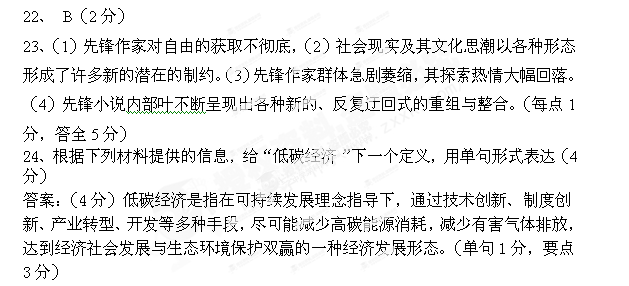 22、 B（2分）
23、（1）先锋作家对自由的获取不彻底，（2）社会现实及其文化思潮以各种形态
形成了许多新的潜在的制约。（3）先锋作家群体急剧萎缩，其探索热情大幅回落。
（4）先锋小说内部叶不断呈现出各种新的、反复迂回式的重组与整合。（每点1
分，答全5分）
24、根据下列材料提供的信息，给“低碳经济”下一个定义，用单句形式表达（4
分）
答案：（4分）低碳经济是指在可持续发展理念指导下，通过技术创新、制度创
新、产业转型、开发等多种手段，尽可能减少高碳能源消耗，减少有害气体排放，
达到经济社会发展与生态环境保护双赢的一种经济发展形态。（单句1分，要点
3分）